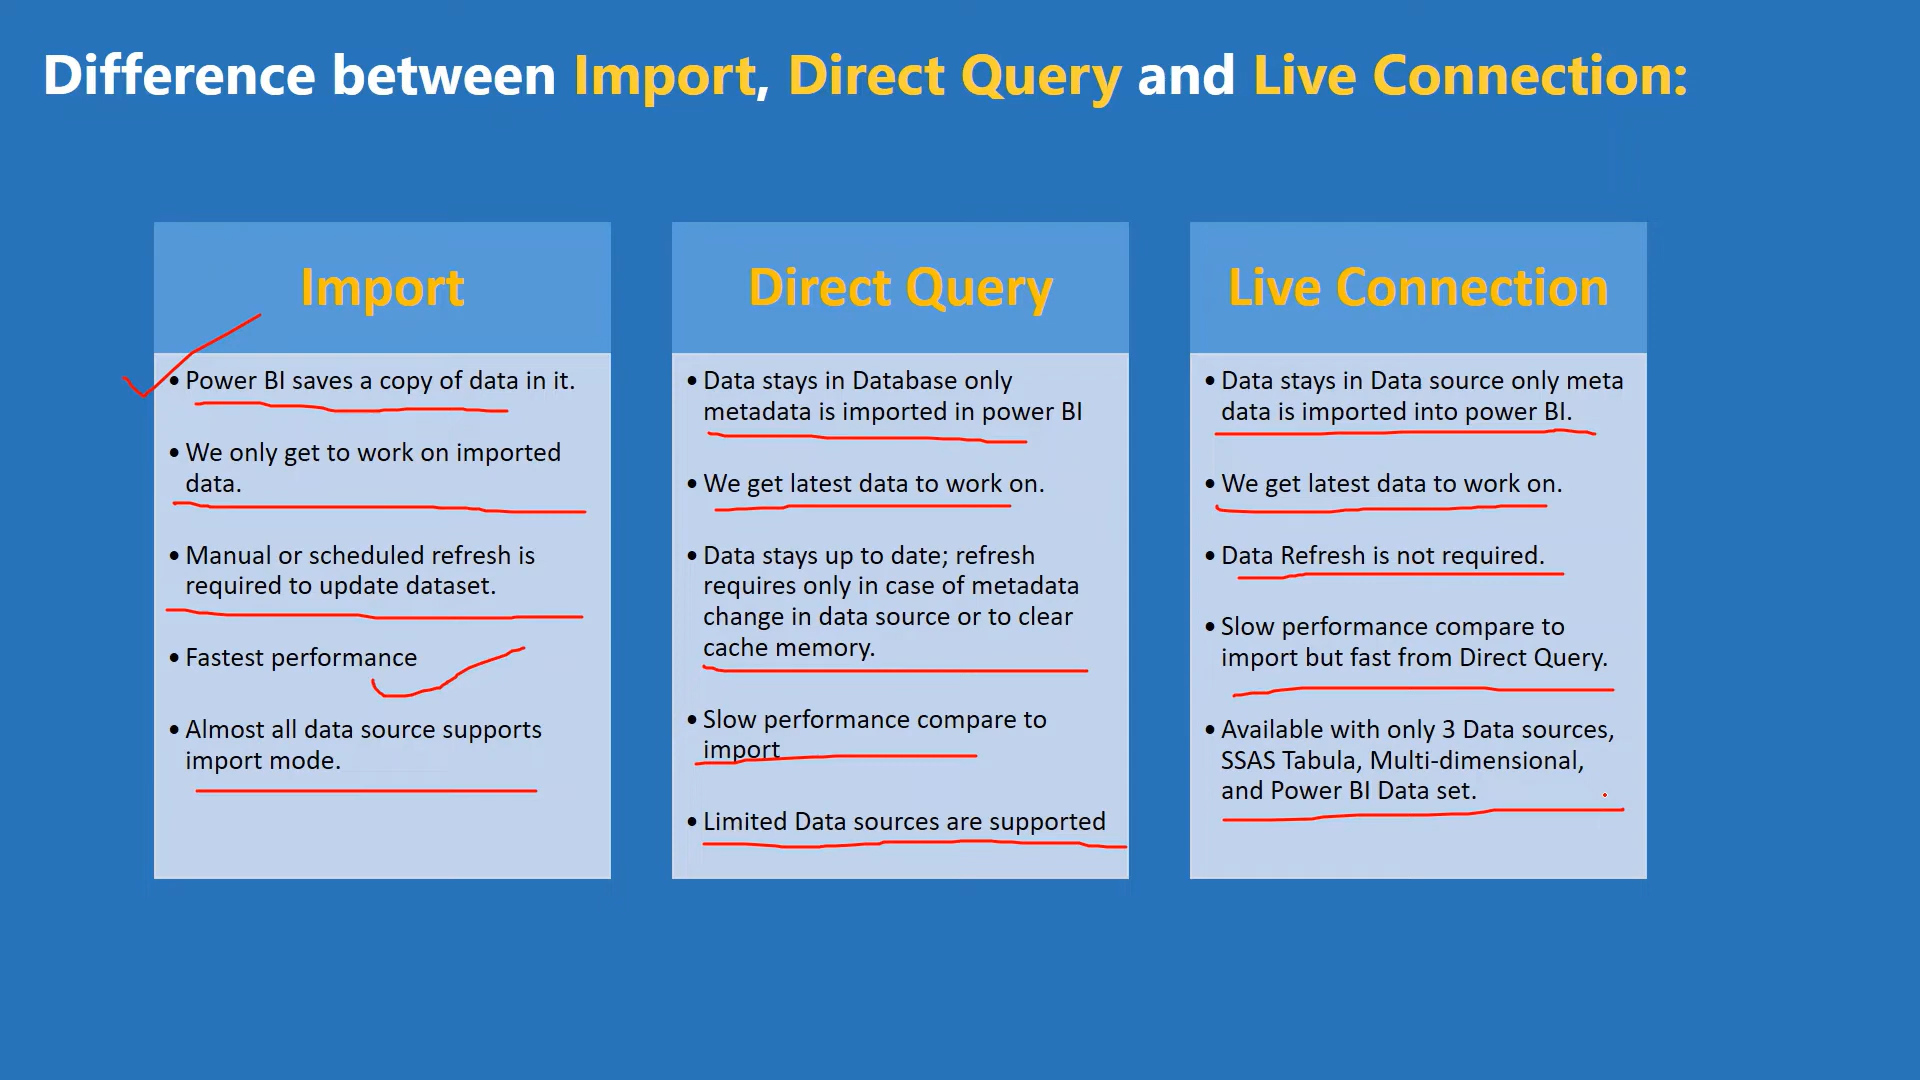 Difference between Import, Direct Query and Live Connection:
Import
• Power BI saves a copy of data in it.
• We only get to work on imported
data.
• Manual or scheduled refresh is
required to update dataset.
• Fastest performance
• Almost all data source supports
import mode.
Direct Query
• Data stays in Database only
metadata is imported in power BI
• We get latest data to work on.
• Data stays up to date; refresh
requires only in case of metadata
change in data source or to clear
cache memory.
• Slow performance compare to
import
• Limited Data sources are supported
Live Connection
• Data stays in Data source only meta
data is imported into power BI.
• We get latest data to work on.
• Data Refresh is not required.
• Slow performance compare to
import but fast from Direct Query.
• Available with only 3 Data sources,
SSAS Tabula, Multi-dimensional,
and Power BI Data set.